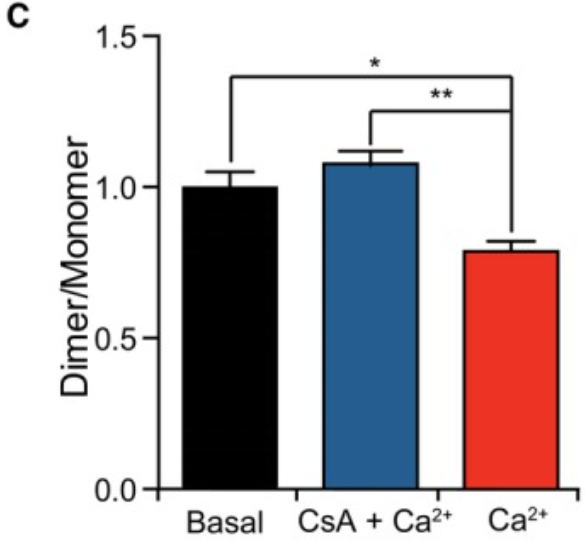 C
1.5
*
**
1.0
Dimer/Monomer
0.5
0.0
Basal CsA + Ca²⁺ Ca²⁺